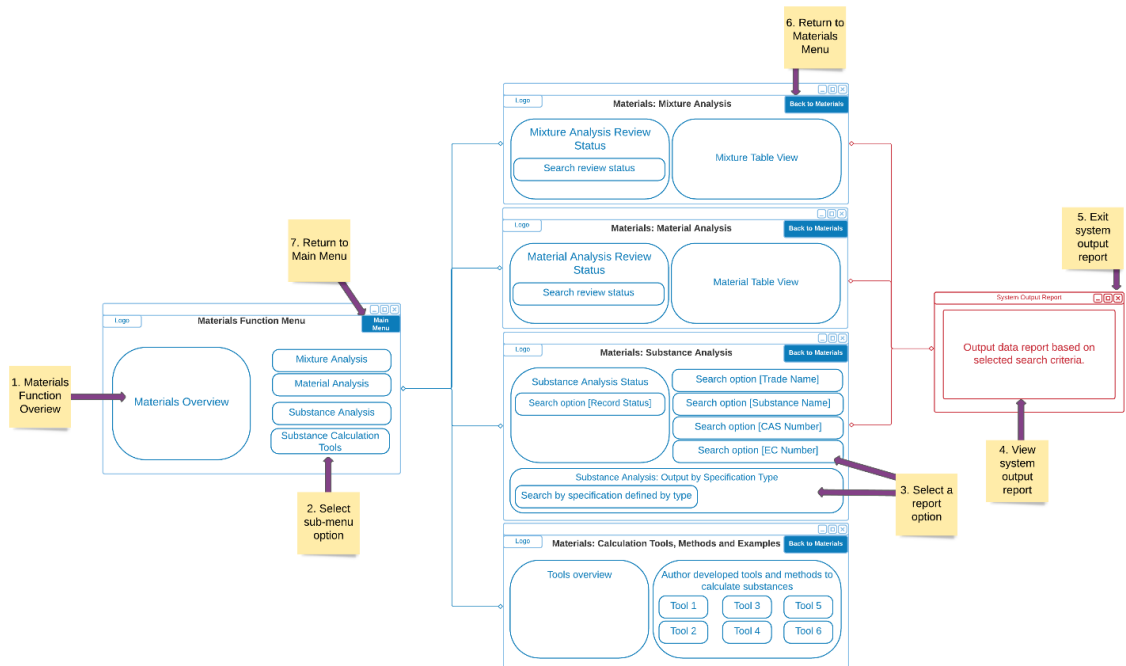 6. Return to
Materials
Menu
Logo
Materials: Mixture Analysis
Back to Materials
Mixture Analysis Review
Status
Search review status
Mixture Table View
Logo
Materials: Material Analysis
Back to Materials
Material Analysis Review
Status
Search review status
Material Table View
5. Exit
system
output
report
7. Return to
Main Menu
Logo
Materials Function Menu
Main
Menu
Materials Overview
Mixture Analysis
Material Analysis
Substance Analysis
Substance Calculation
Tools
1. Materials
Function
Overiew
2. Select
sub-menu
option
System Output Report
Output data report based on
selected search criteria.
4. View
system
output
report
Logo
Materials: Substance Analysis
Back to Materials
Substance Analysis Status
Search option [Record Status]
Search option [Trade Name]
Search option [Substance Name]
Search option [CAS Number]
Search option [EC Number]
Substance Analysis: Output by Specification Type
Search by specification defined by type
3. Select a
report
option
Logo
Materials: Calculation Tools, Methods and Examples
Back to Materials
Tools overview
Author developed tools and methods to
calculate substances
Tool 1
Tool 3
Tool 5
Tool 2
Tool 4
Tool 6